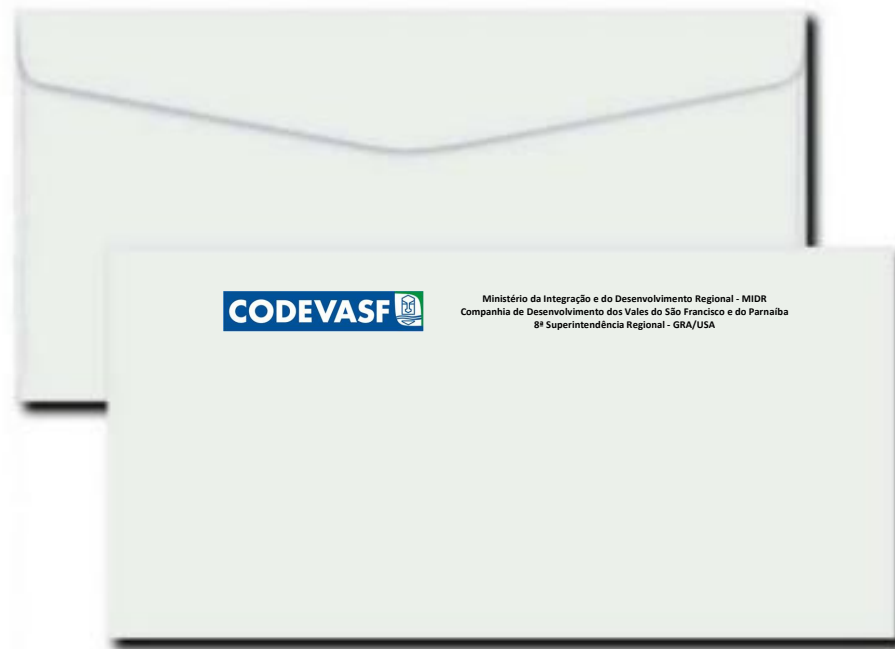 CODEVASF
Ministério da Integração e do Desenvolvimento Regional - MIDR
Companhia de Desenvolvimento dos Vales do São Francisco e do Parnaíba
8ª Superintendência Regional - GRA/USA